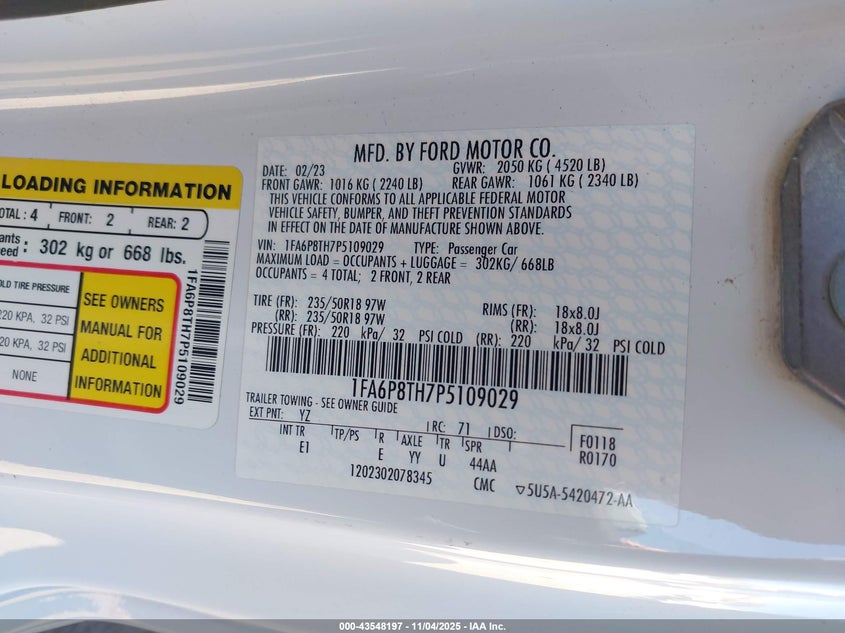 LOADING INFORMATION
TOTAL: 4 FRONT: 2 REAR: 2
302 kg or 668 lbs.
TIRE PRESSURE
220 KPA, 32 PSI
220 KPA, 32 PSI
NONE
SEE OWNERS
MANUAL FOR
ADDITIONAL
INFORMATION
1FA6P8TH7P5109029
MFD. BY FORD MOTOR CO.
DATE: 02/23 GVWR: 2050 KG ( 4520 LB)
FRONT GAWR: 1016 KG ( 2240 LB) REAR GAWR: 1061 KG ( 2340 LB)
THIS VEHICLE CONFORMS TO ALL APPLICABLE FEDERAL MOTOR
VEHICLE SAFETY, BUMPER, AND THEFT PREVENTION STANDARDS
IN EFFECT ON THE DATE OF MANUFACTURE SHOWN ABOVE.
VIN: 1FA6P8TH7P5109029 TYPE: Passenger Car
MAXIMUM LOAD = OCCUPANTS + LUGGAGE = 302KG/ 668LB
OCCUPANTS = 4 TOTAL; 2 FRONT, 2 REAR
TIRE (FR): 235/50R18 97W RIMS (FR): 18x8.0J
(RR): 235/50R18 97W (RR): 18x8.0J
PRESSURE (FR): 220 kPa/ 32 PSI COLD (RR): 220 kPa/ 32 PSI COLD
1FA6P8TH7P5109029
TRAILER TOWING - SEE OWNER GUIDE
EXT PNT: YZ RC: 71 DSO: F0118
INT TR TP/PS R AXLE TR SPR R0170
E1 E YY U 44AA
1202302078345 CMC ▽5U5A-5420472-AA
000-43548197 - 11/04/2025 - IAA Inc.